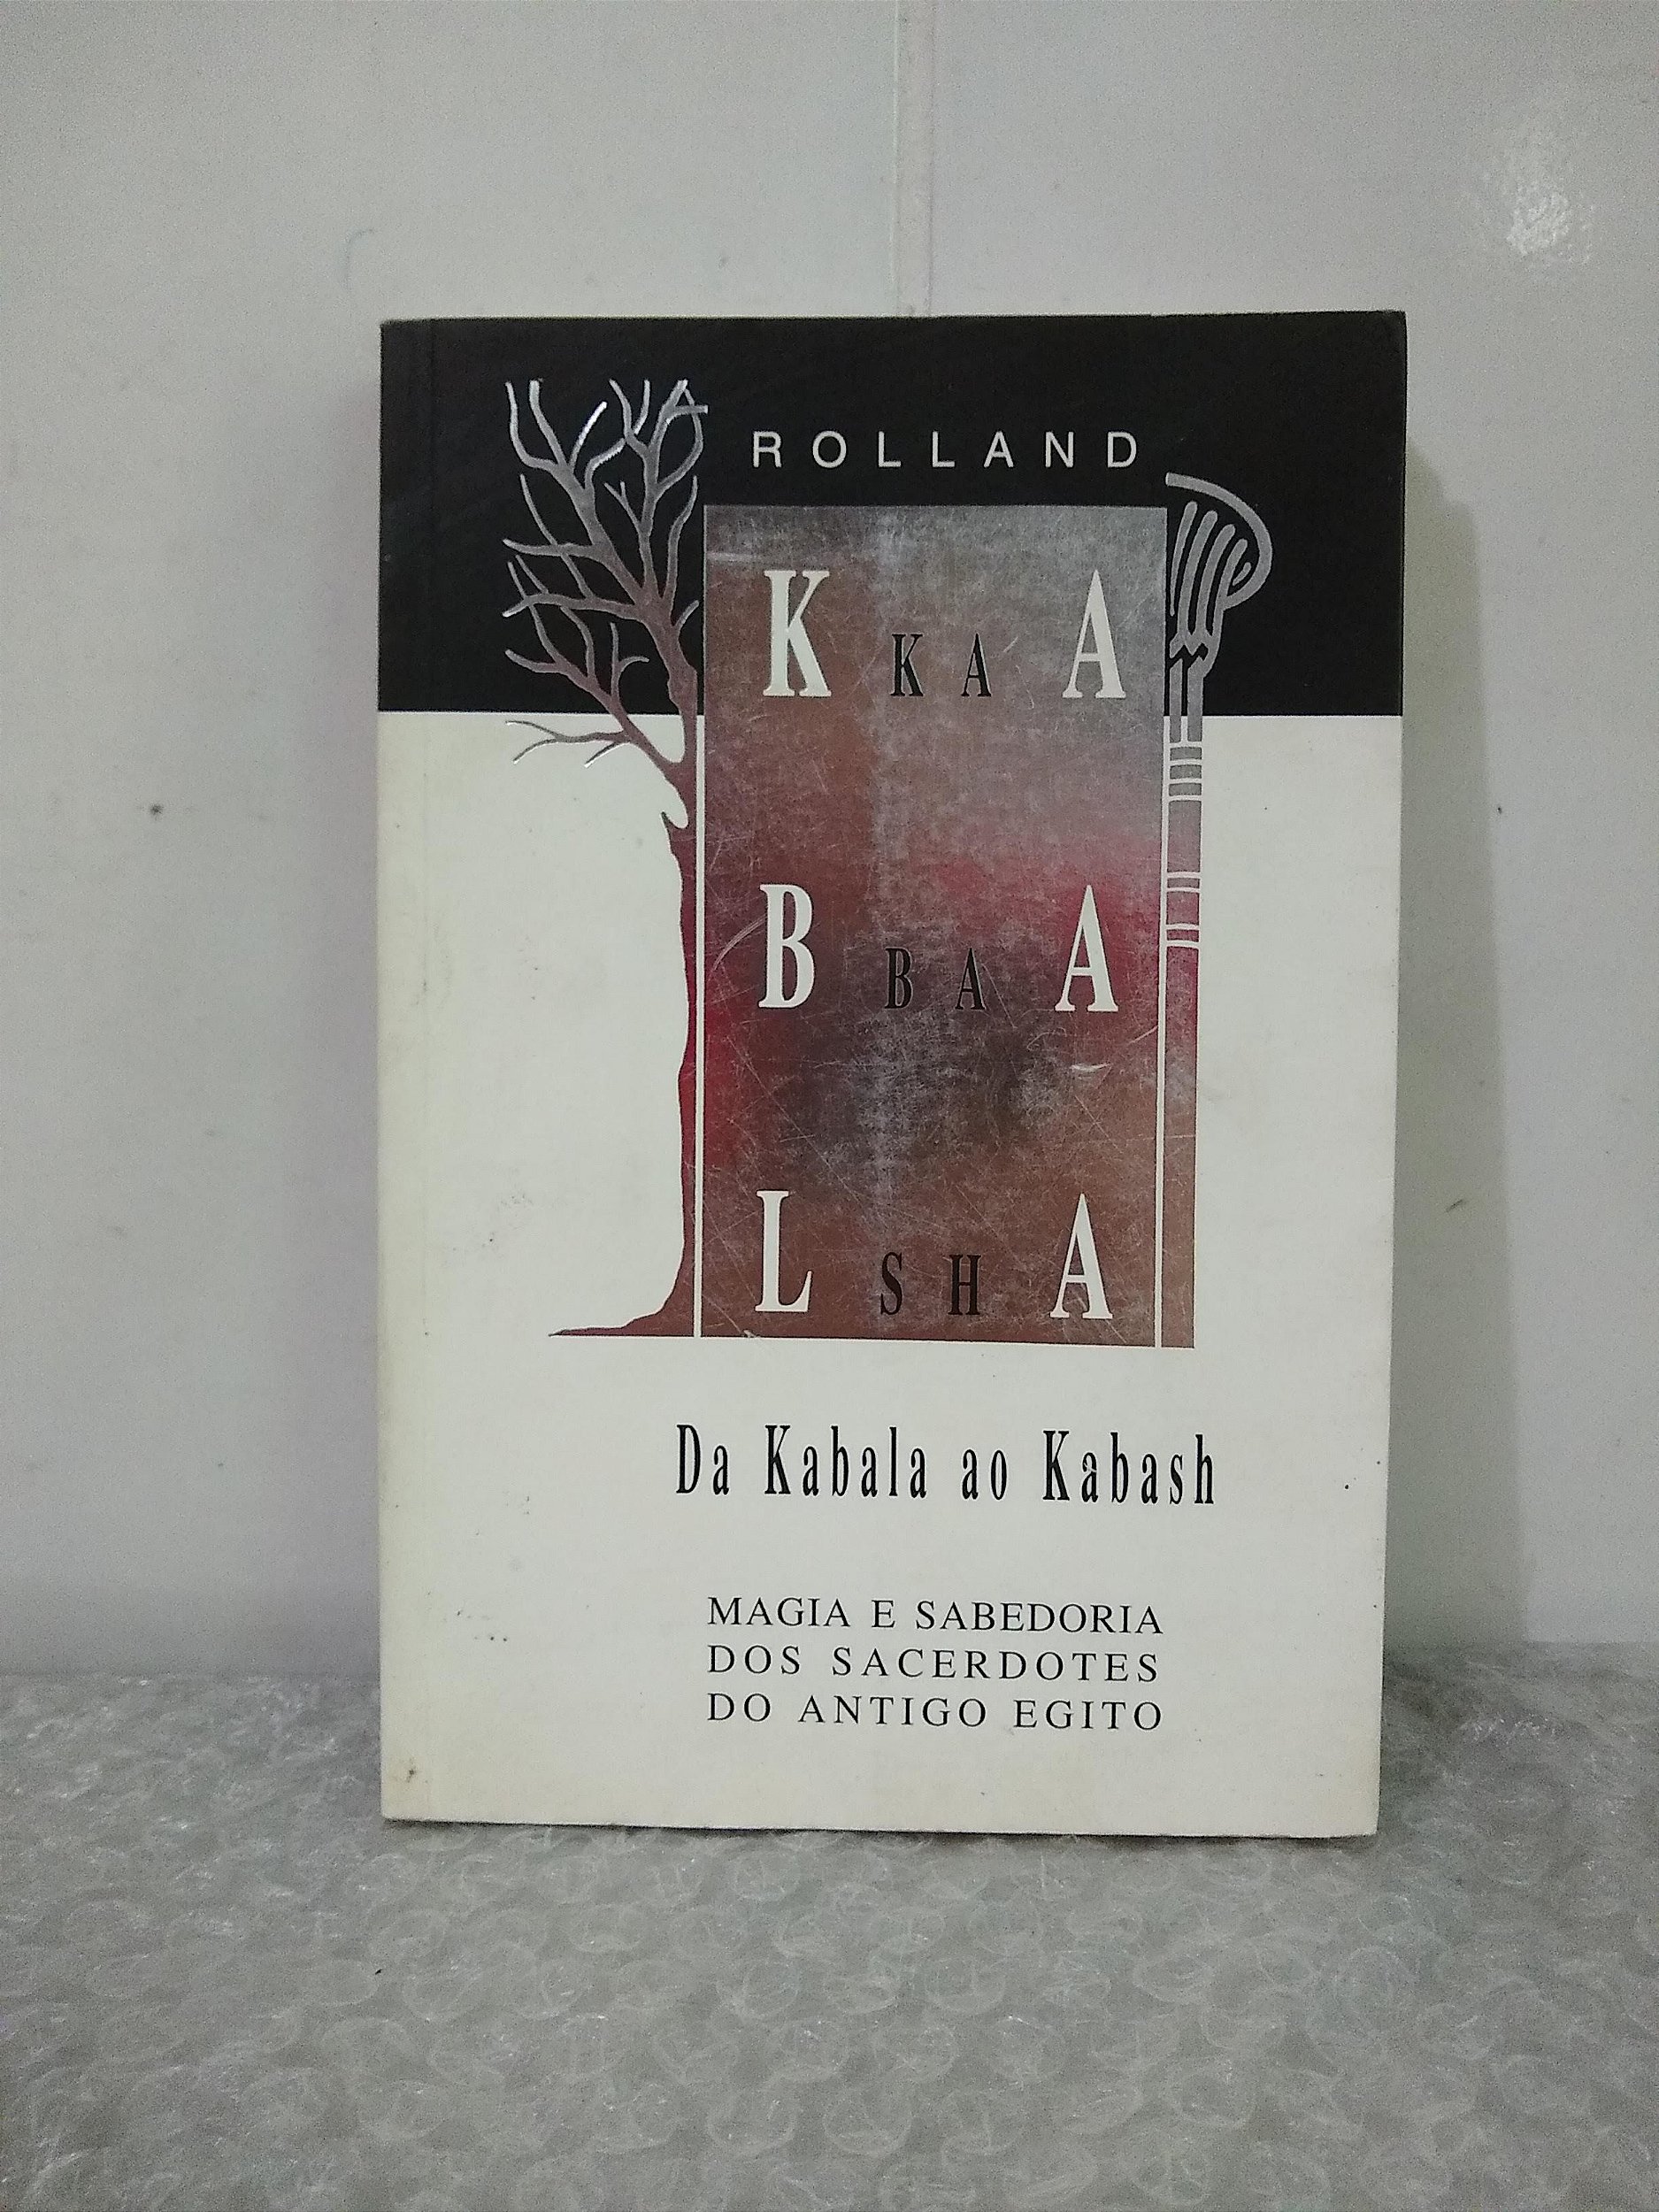 ROLLAND
K KA A
B BA A
L SH A
Da Kabala ao Kabash
MAGIA E SABEDORIA
DOS SACERDOTES
DO ANTIGO EGITO